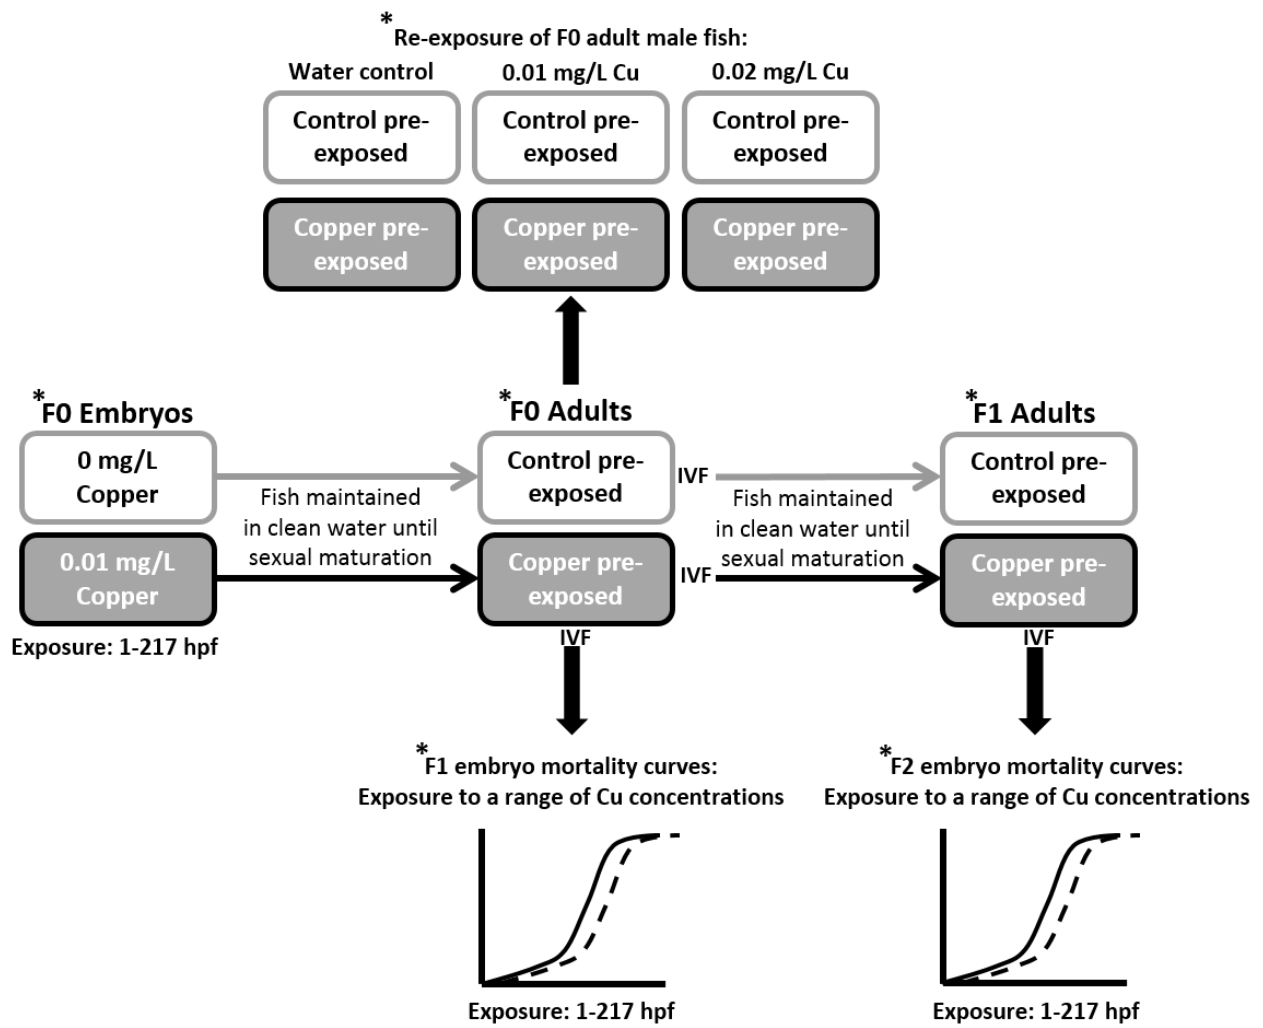 *Re-exposure of F0 adult male fish:
Water control
0.01 mg/L Cu
0.02 mg/L Cu
Control pre-
exposed
Control pre-
exposed
Control pre-
exposed
Copper pre-
exposed
Copper pre-
exposed
Copper pre-
exposed
*F0 Embryos
0 mg/L
Copper
0.01 mg/L
Copper
Exposure: 1-217 hpf
Fish maintained
in clean water until
sexual maturation
*F0 Adults
Control pre-
exposed
Copper pre-
exposed
IVF
IVF
IVF
Fish maintained
in clean water until
sexual maturation
*F1 Adults
Control pre-
exposed
Copper pre-
exposed
IVF
*F1 embryo mortality curves:
Exposure to a range of Cu concentrations
Exposure: 1-217 hpf
*F2 embryo mortality curves:
Exposure to a range of Cu concentrations
Exposure: 1-217 hpf